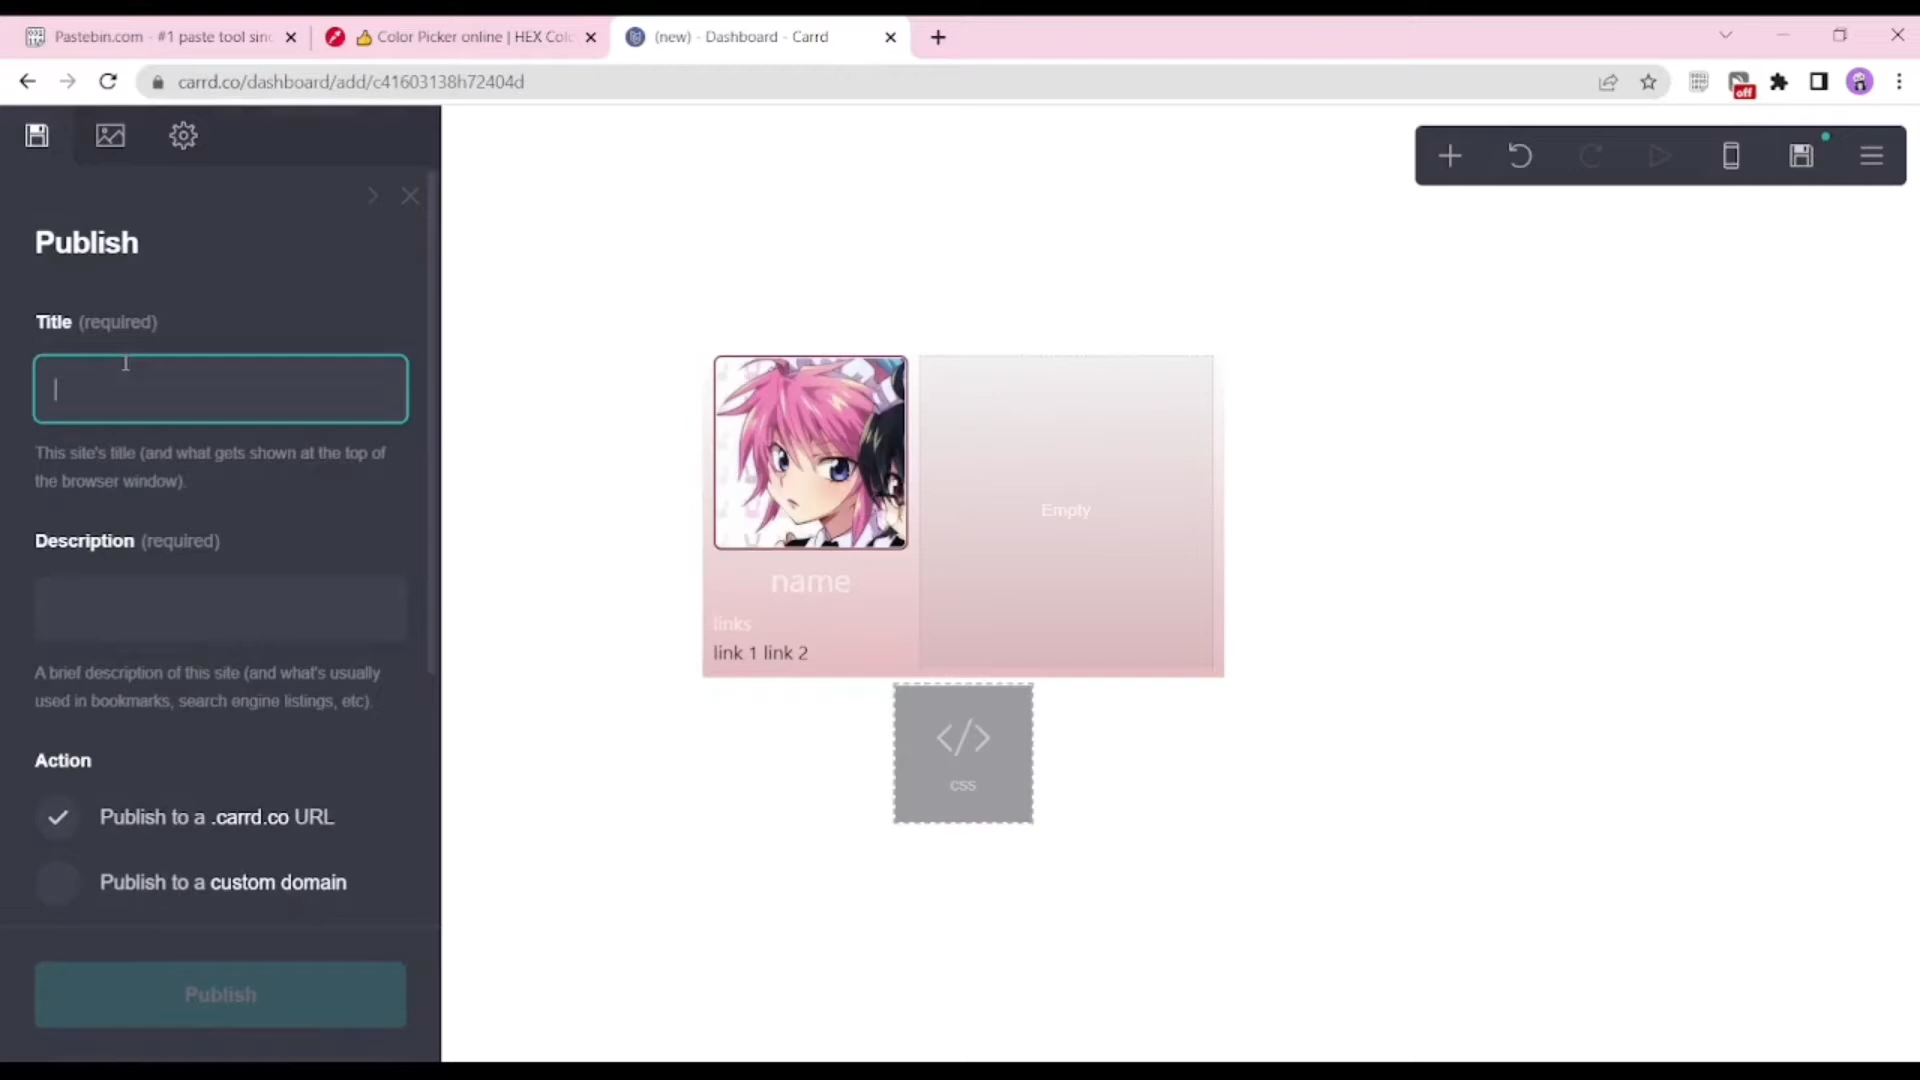 Pastebin.com - #1 paste tool sinc
Color Picker online | HEX Colo
(new) - Dashboard - Carrd
carrd.co/dashboard/add/c41603138h72404d
off
Publish
Title (required)
This site's title (and what gets shown at the top of
the browser window).
Description (required)
A brief description of this site (and what's usually
used in bookmarks, search engine listings, etc).
Action
Publish to a .carrd.co URL
Publish to a custom domain
Publish
Empty
name
links
link 1 link 2
</>
css